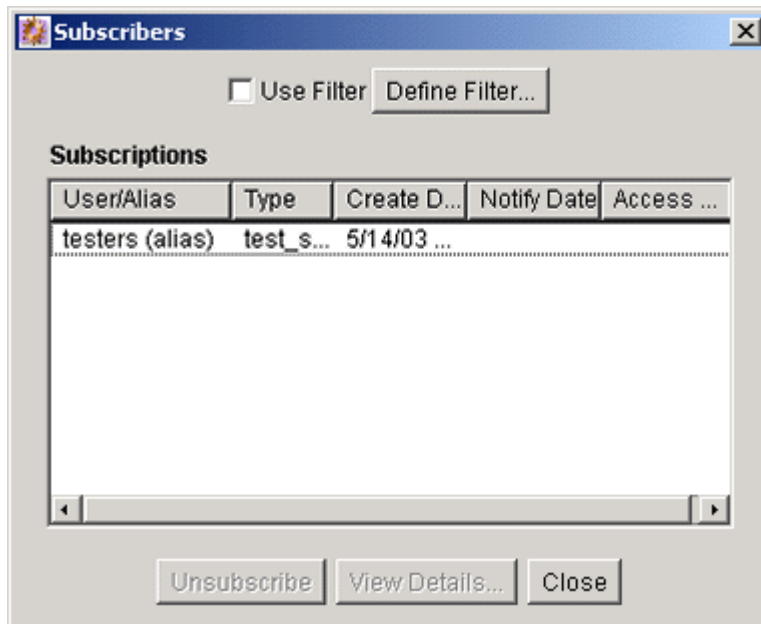 Subscribers
Use Filter Define Filter...
Subscriptions
User/Alias Type Create D... Notify Date Access ...
testers (alias) test_s... 5/14/03 ...
Unsubscribe View Details... Close